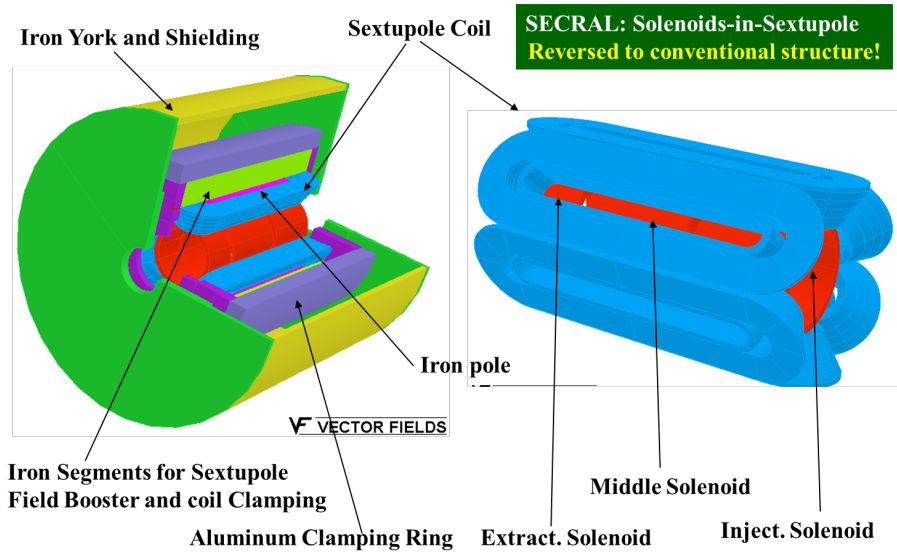 SECRAL: Solenoids-in-Sextupole
Reversed to conventional structure!
Iron York and Shielding
Sextupole Coil
Iron pole
VF VECTOR FIELDS
Iron Segments for Sextupole
Field Booster and coil Clamping
Aluminum Clamping Ring
Middle Solenoid
Extract. Solenoid
Inject. Solenoid